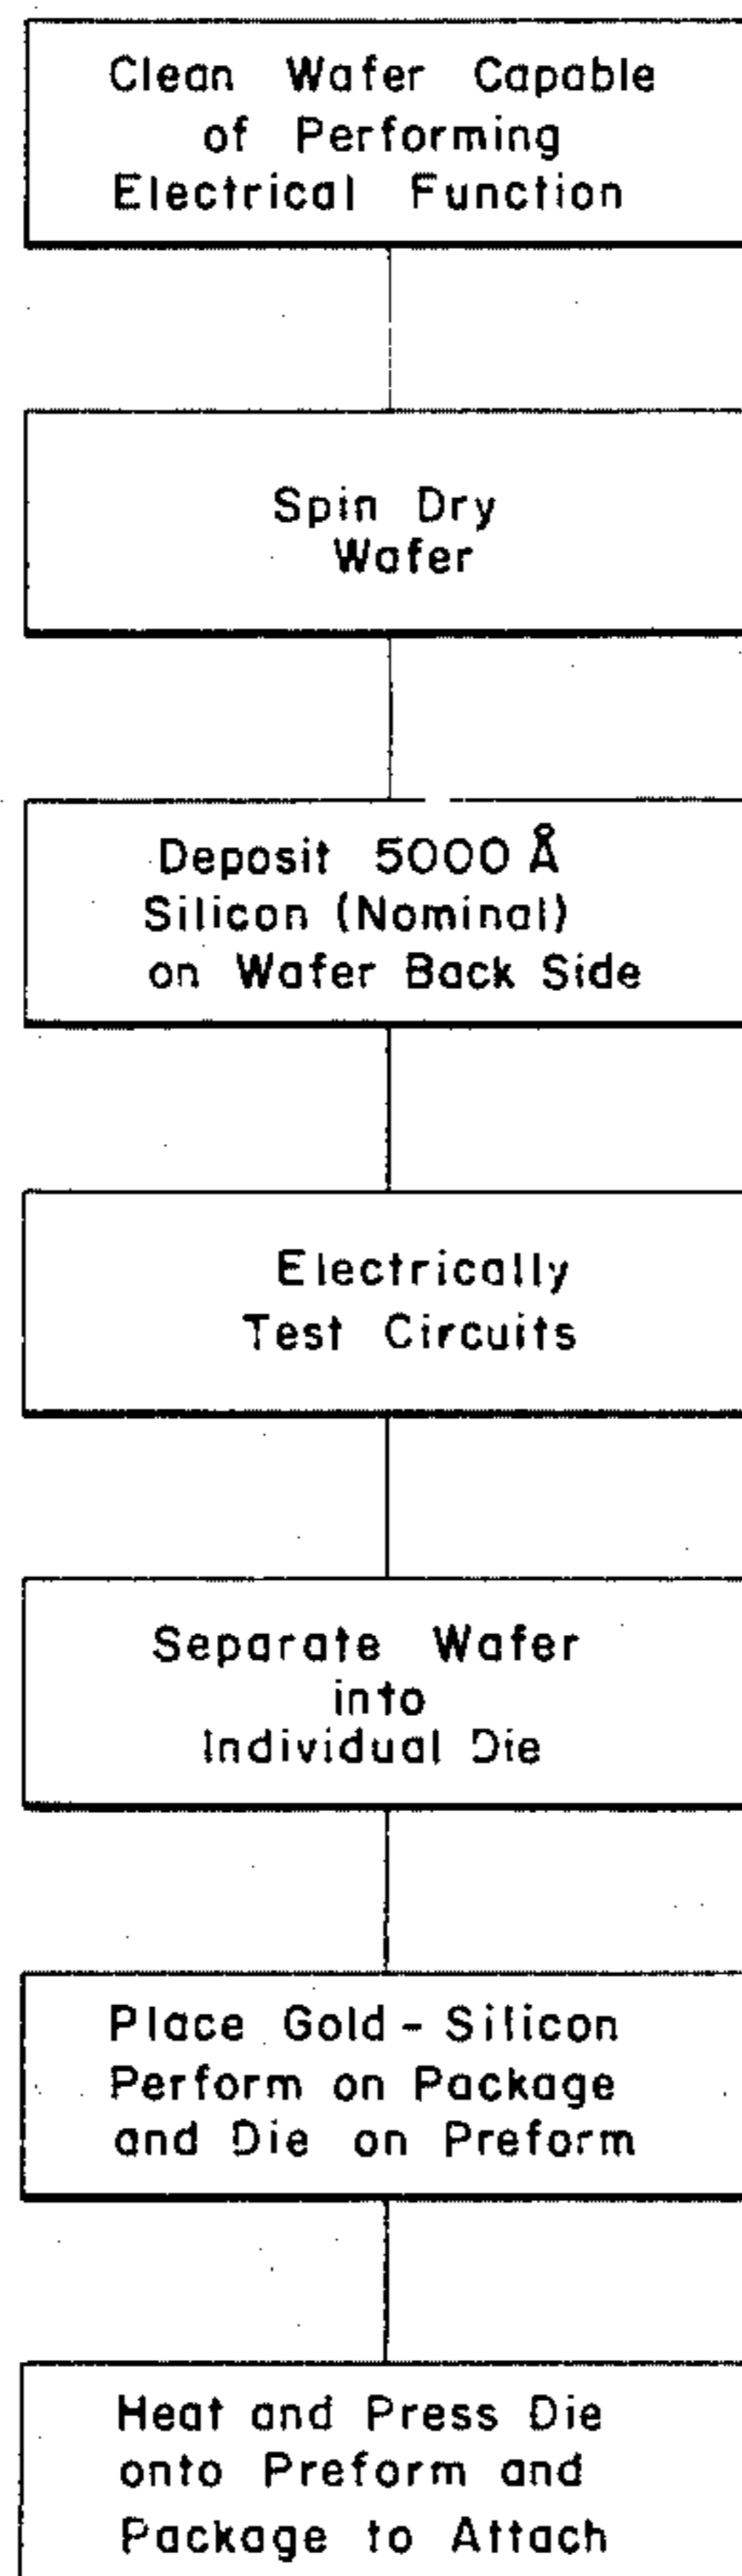 Clean Wafer Capable
of Performing
Electrical Function
Spin Dry
Wafer
Deposit 5000 Å
Silicon (Nominal)
on Wafer Back Side
Electrically
Test Circuits
Separate Wafer
into
Individual Die
Place Gold - Silicon
Perform on Package
and Die on Preform
Heat and Press Die
onto Preform and
Package to Attach